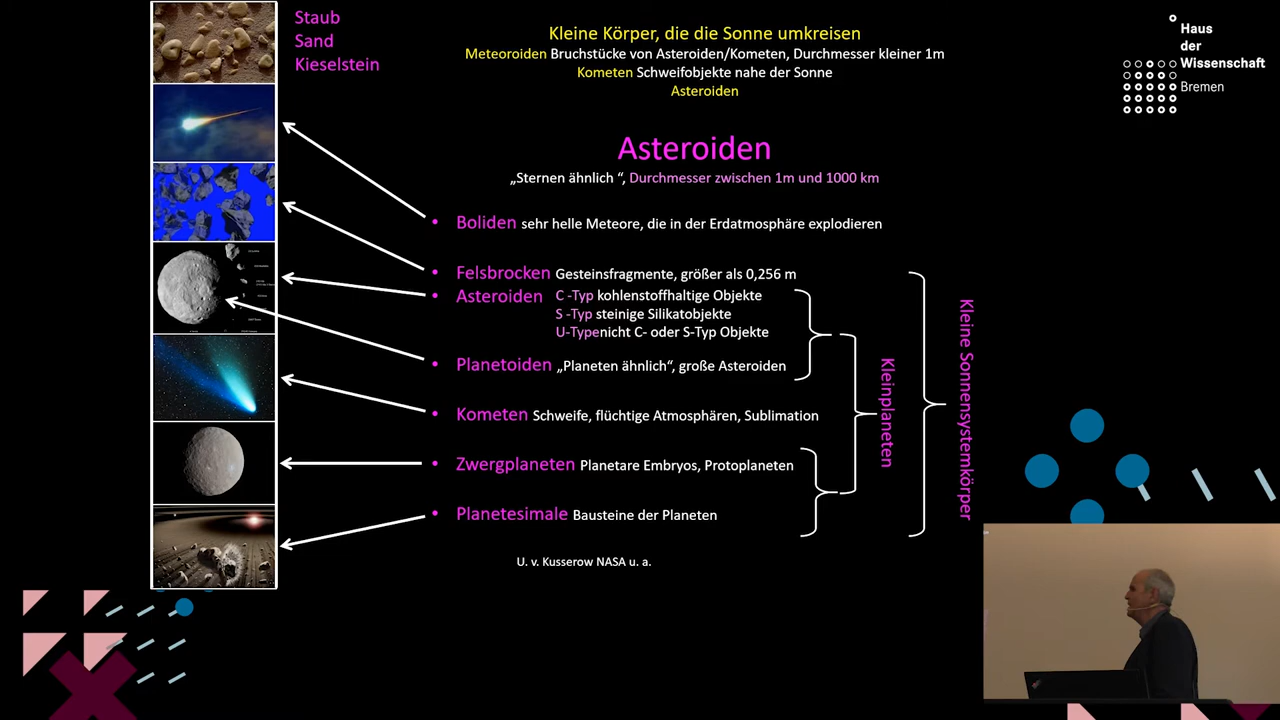 Staub
Sand
Kieselstein
Kleine Körper, die die Sonne umkreisen
Meteoroiden Bruchstücke von Asteroiden/Kometen, Durchmesser kleiner 1m
Kometen Schweifobjekte nahe der Sonne
Asteroiden
Haus
der
Wissenschaft
Bremen
Asteroiden
„Sternen ähnlich “, Durchmesser zwischen 1m und 1000 km
• Boliden sehr helle Meteore, die in der Erdatmosphäre explodieren
• Felsbrocken Gesteinsfragmente, größer als 0,256 m
• Asteroiden C -Typ kohlenstoffhaltige Objekte
S -Typ steinige Silikatobjekte
U-Typenicht C- oder S-Typ Objekte
• Planetoiden „Planeten ähnlich“, große Asteroiden
• Kometen Schweife, flüchtige Atmosphären, Sublimation
• Zwergplaneten Planetare Embryos, Protoplaneten
• Planetesimale Bausteine der Planeten
Kleinplaneten
Kleine Sonnensystemkörper
U. v. Kusserow NASA u. a.